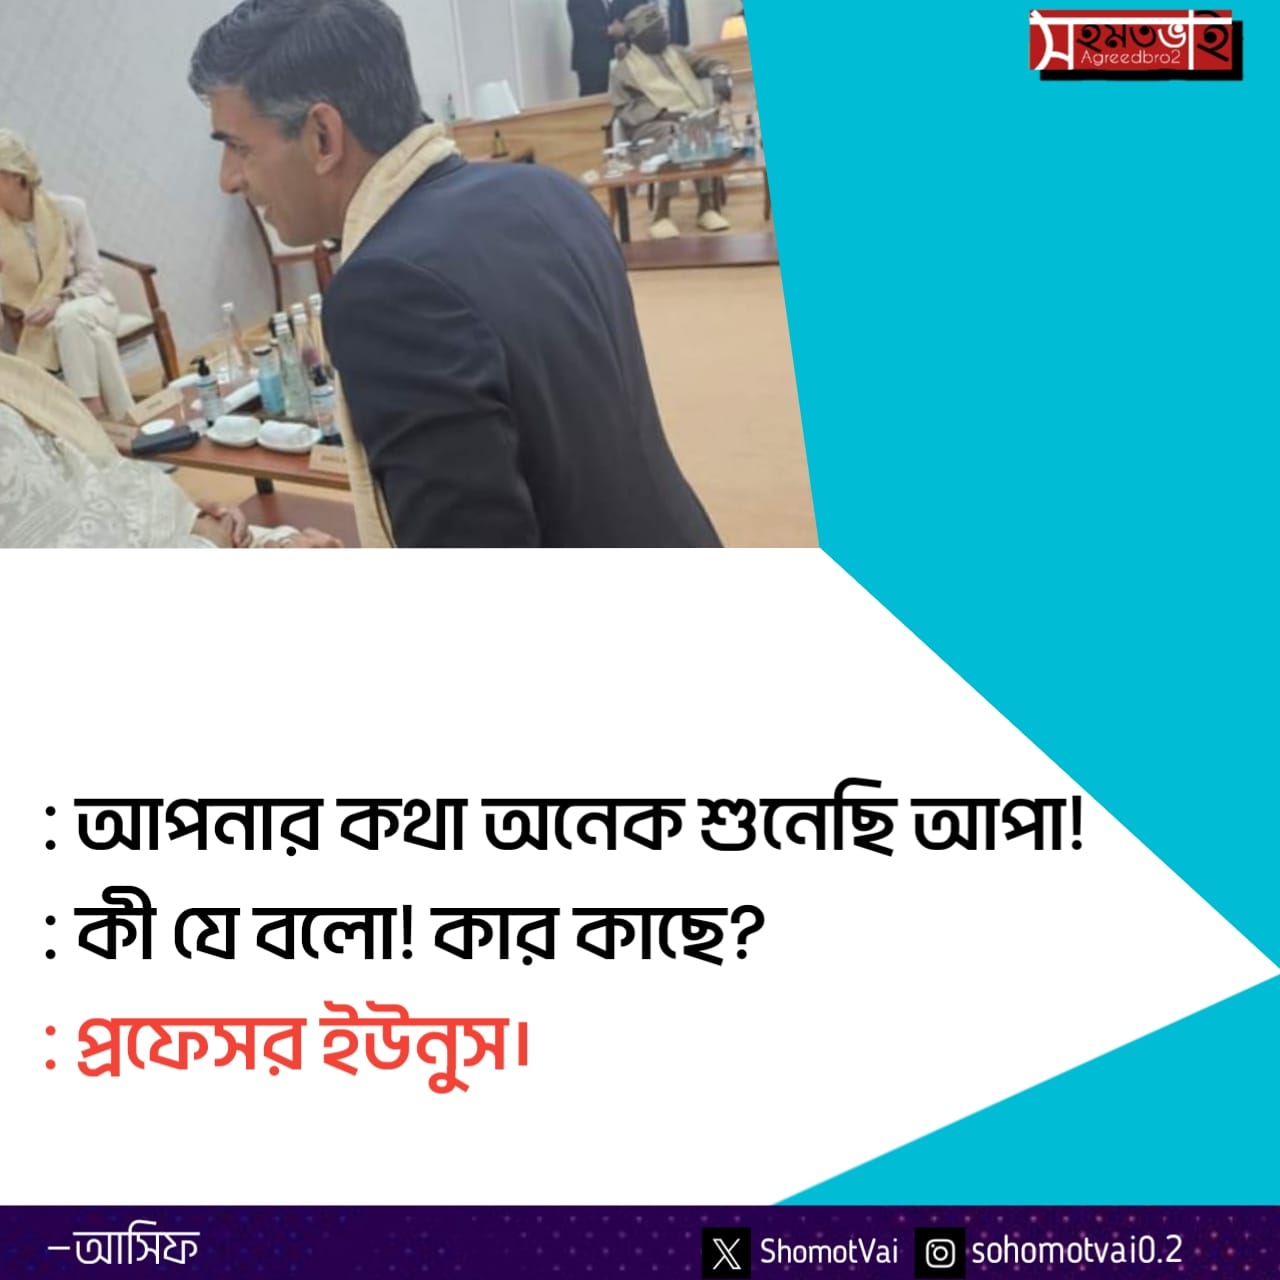 সহমতভাই
Agreedbro2
: আপনার কথা অনেক শুনেছি আপা!
: কী যে বলো! কার কাছে?
: প্রফেসর ইউনুস।
–আসিফ
ShomotVai
sohomotvai0.2